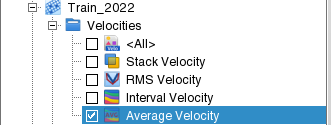 Train_2022
Velocities
<All>
Stack Velocity
RMS Velocity
Interval Velocity
Average Velocity